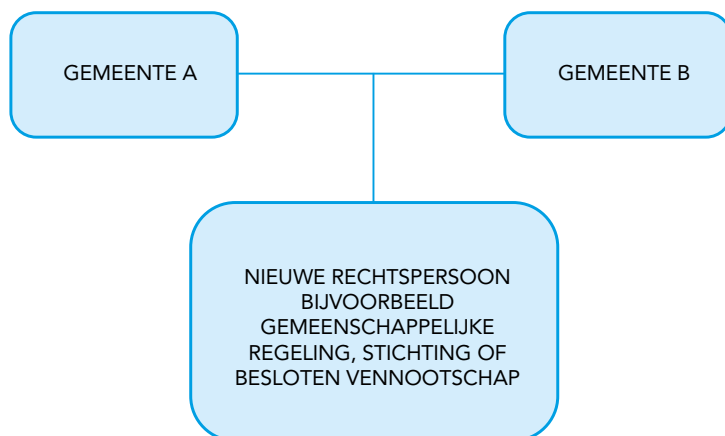 GEMEENTE A
GEMEENTE B
NIEUWE RECHTSPERSOON
BIJVOORBEELD
GEMEENSCHAPPELIJKE
REGELING, STICHTING OF
BESLOTEN VENNOOTSCHAP